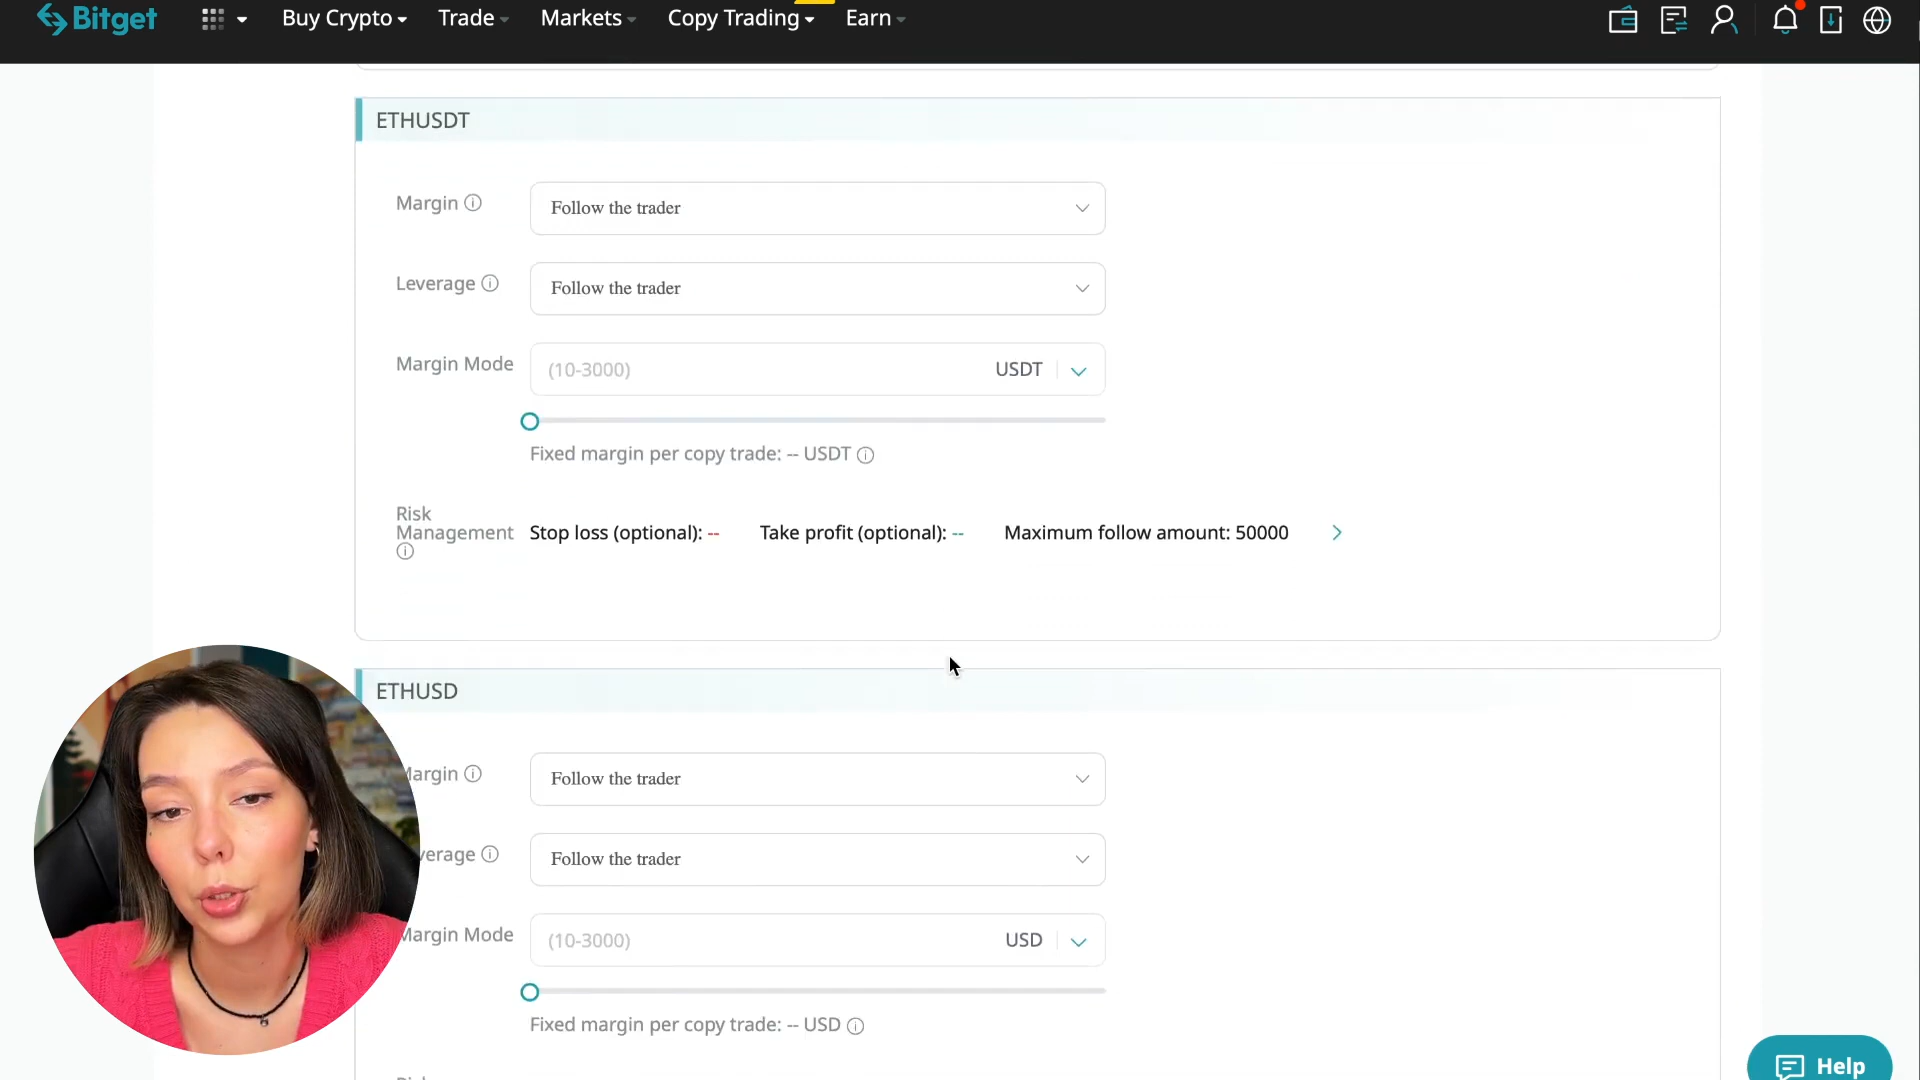 Bitget
Buy Crypto Trade Markets Copy Trading Earn
ETHUSDT
Margin
Follow the trader
Leverage
Follow the trader
Margin Mode
(10-3000) USDT
Fixed margin per copy trade: -- USDT
Risk Management
Stop loss (optional): -- Take profit (optional): -- Maximum follow amount: 50000
ETHUSD
Margin
Follow the trader
verage
Follow the trader
Margin Mode
(10-3000) USD
Fixed margin per copy trade: -- USD
Help